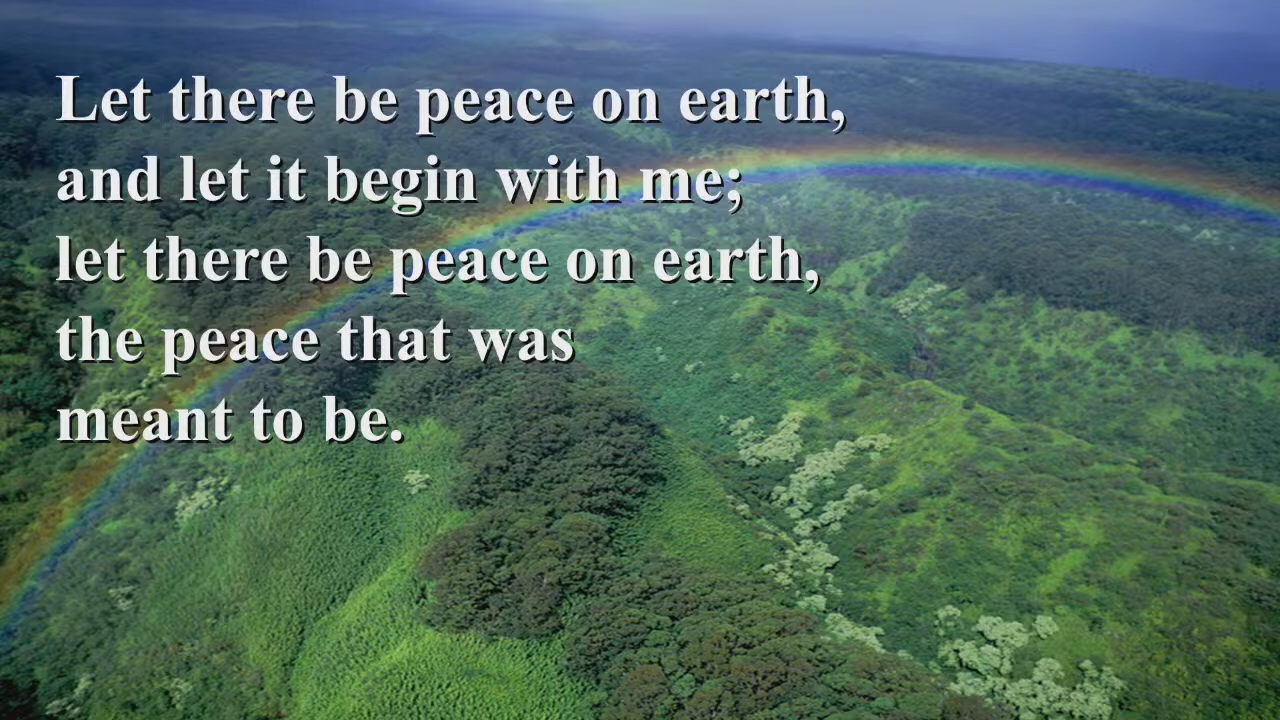 Let there be peace on earth,
and let it begin with me;
let there be peace on earth,
the peace that was
meant to be.